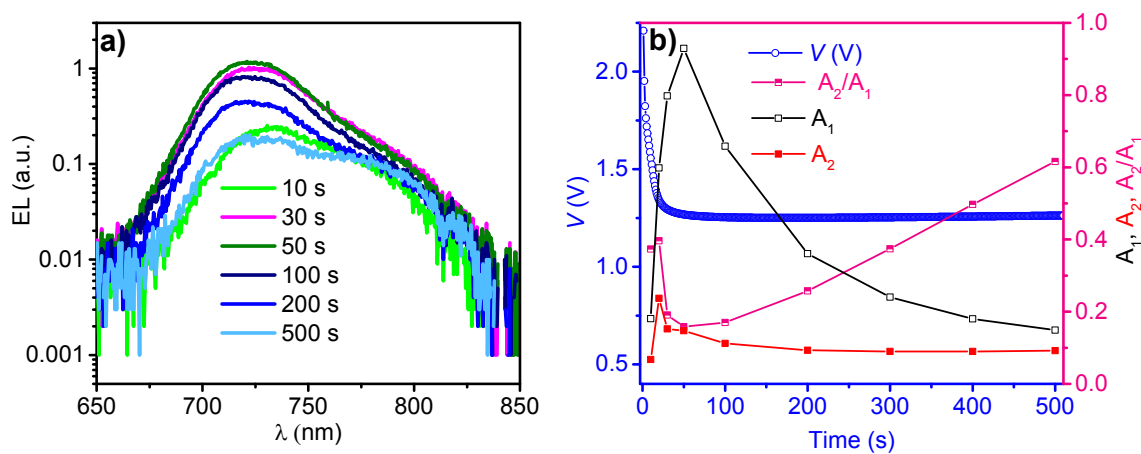 a)
EL (a.u.)
1
0.1
0.01
0.001
10 s
30 s
50 s
100 s
200 s
500 s
650 700 750 800 850
λ (nm)
b)
V (V)
2.0
1.5
1.0
0.5
V (V)
A₂/A₁
A₁
A₂
0 100 200 300 400 500
Time (s)
1.0
0.8
0.6
0.4
0.2
0.0
A₁, A₂, A₂/A₁